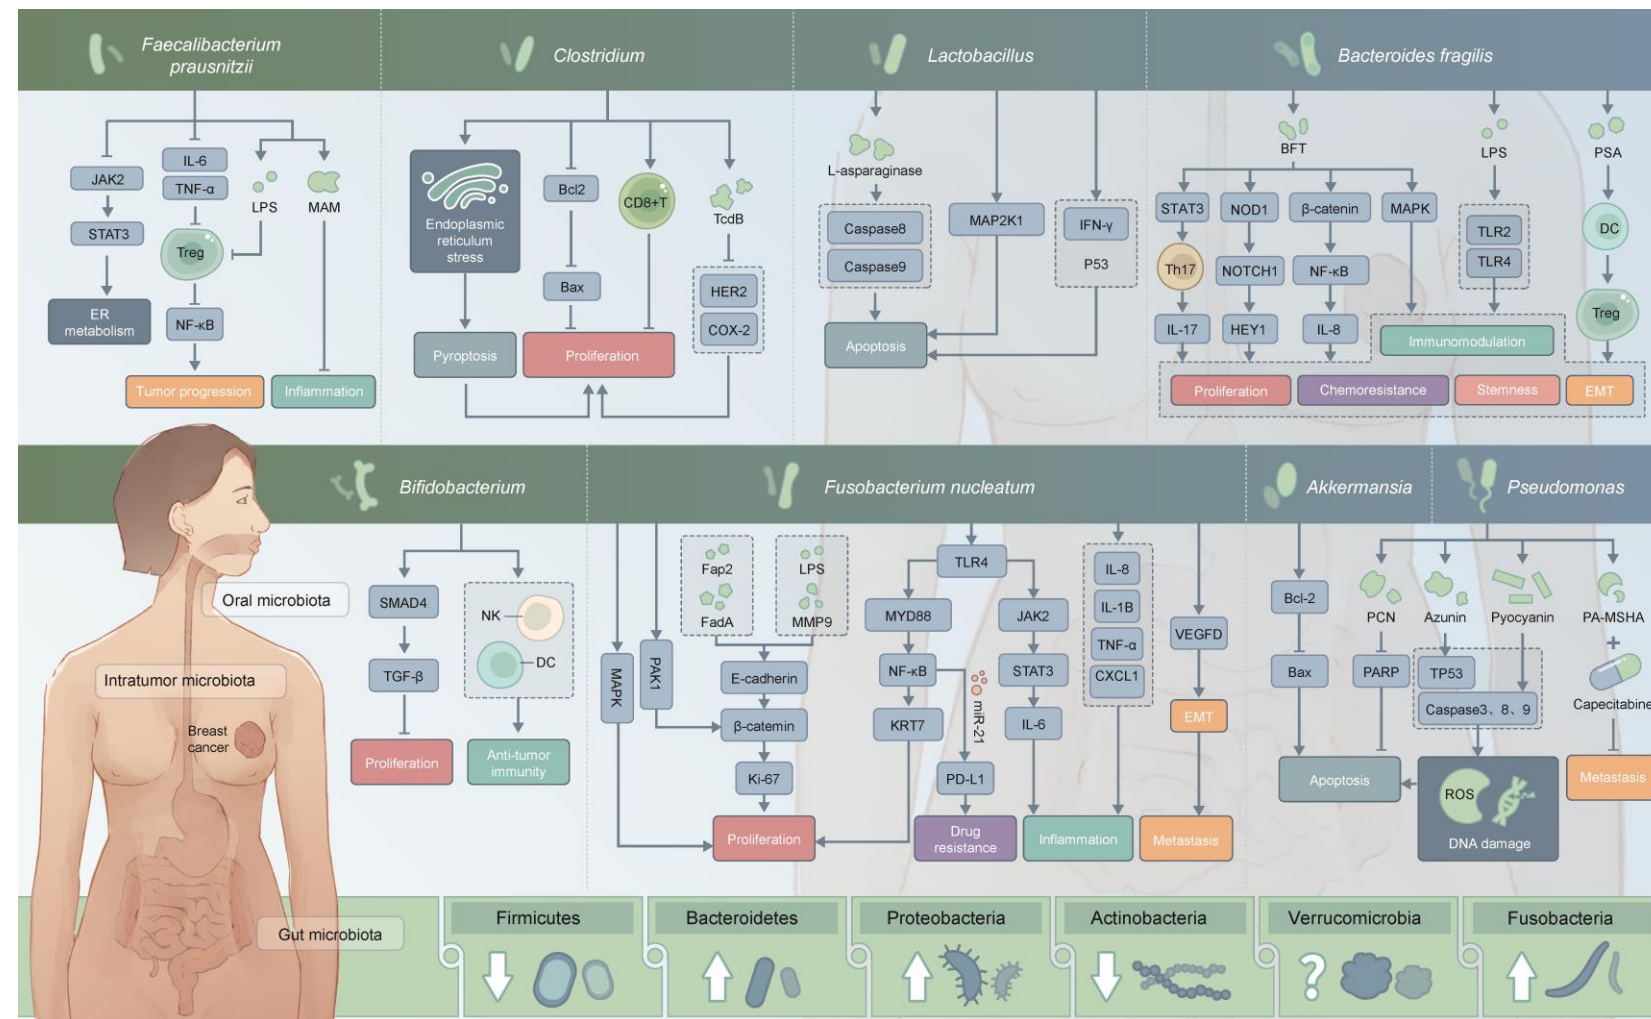 Faecalibacterium
prausnitzii
Clostridium
Lactobacillus
Bacteroides fragilis
JAK2
STAT3
ER
metabolism
IL-6
TNF-α
Treg
NF-κB
Tumor progression
LPS
MAM
Inflammation
Endoplasmic
reticulum
stress
Pyroptosis
Bcl2
Bax
CD8+T
Proliferation
TcdB
HER2
COX-2
L-asparaginase
Caspase8
Caspase9
Apoptosis
MAP2K1
IFN-γ
P53
BFT
STAT3
Th17
IL-17
NOD1
NOTCH1
HEY1
β-catenin
NF-κB
IL-8
MAPK
LPS
TLR2
TLR4
Immunomodulation
PSA
DC
Treg
Proliferation
Chemoresistance
Stemness
EMT
Bifidobacterium
Fusobacterium nucleatum
Akkermansia
Pseudomonas
Oral microbiota
Intratumor microbiota
Breast
cancer
Gut microbiota
SMAD4
TGF-β
Proliferation
NK
DC
Anti-tumor
immunity
MAPK
PAK1
Fap2
FadA
LPS
MMP9
E-cadherin
β-catemin
Ki-67
Proliferation
TLR4
MYD88
NF-κB
KRT7
miR-21
PD-L1
Drug
resistance
JAK2
STAT3
IL-6
Inflammation
IL-8
IL-1B
TNF-α
CXCL1
VEGFD
EMT
Metastasis
Bcl-2
Bax
Apoptosis
PCN
PARP
Azunin
TP53
Pyocyanin
Caspase3、8、9
ROS
DNA damage
PA-MSHA
+
Capecitabine
Metastasis
Firmicutes
Bacteroidetes
Proteobacteria
Actinobacteria
Verrucomicrobia
?
Fusobacteria